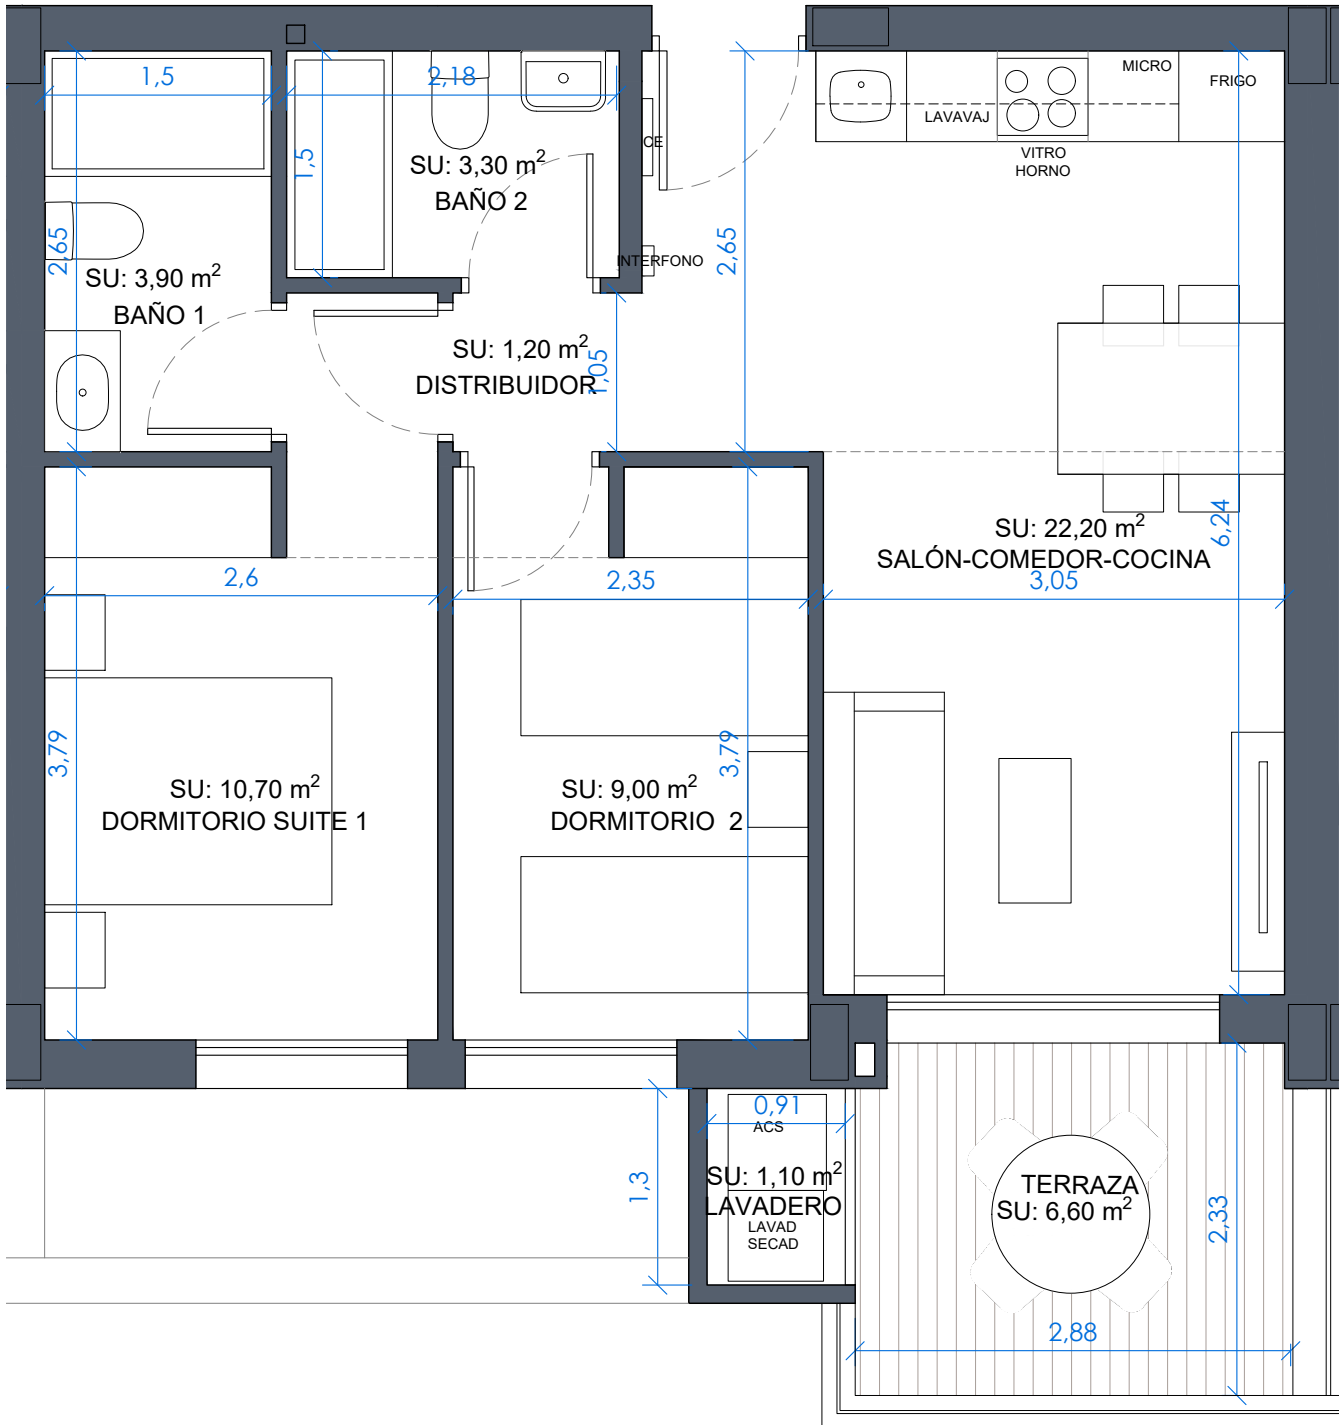 1,5
2,18
MICRO
FRIGO
LAVAVAJ
VITRO
HORNO
CE
1,5
SU: 3,30 m²
BAÑO 2
2,65
SU: 3,90 m²
BAÑO 1
2,65
INTERFONO
SU: 1,20 m²
DISTRIBUIDOR
1,05
6,24
SU: 22,20 m²
SALÓN-COMEDOR-COCINA
2,6
2,35
3,05
3,79
3,79
SU: 10,70 m²
DORMITORIO SUITE 1
SU: 9,00 m²
DORMITORIO 2
0,91
ACS
1,3
SU: 1,10 m²
LAVADERO
LAVAD
SECAD
TERRAZA
SU: 6,60 m²
2,33
2,88